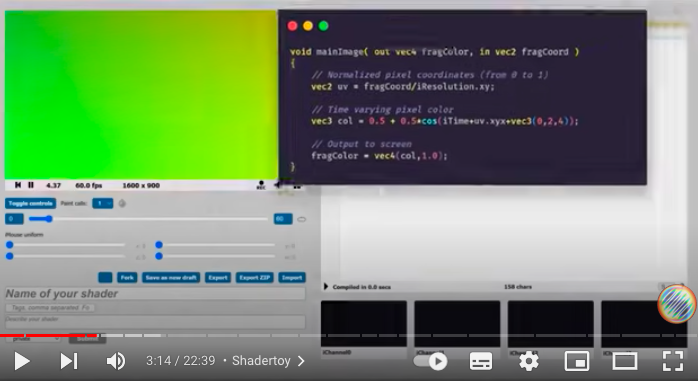 void mainImage( out vec4 fragColor, in vec2 fragCoord )
{
// Normalized pixel coordinates (from 0 to 1)
vec2 uv = fragCoord/iResolution.xy;
// Time varying pixel color
vec3 col = 0.5 + 0.5*cos(iTime+uv.xyx+vec3(0,2,4));
// Output to screen
fragColor = vec4(col,1.0);
}
4.37 60.0 fps 1600 x 900
REC
Toggle controls Paint calls: 1
0 60
Mouse uniform
Fork Save as new draft Export Export ZIP Import
Name of your shader
Tags, comma separated
Describe your shader
Compiled in 0.0 secs 158 chars
iChannel0
3:14 / 22:39 • Shadertoy